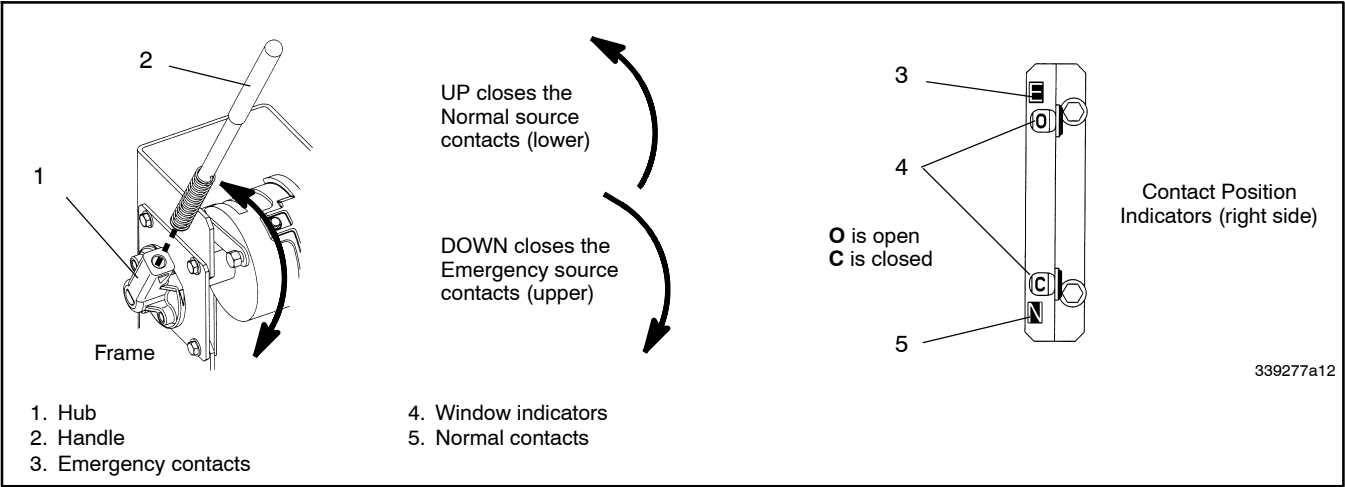 2
1
Frame
UP closes the
Normal source
contacts (lower)
DOWN closes the
Emergency source
contacts (upper)
3
E
O
4
O is open
C is closed
C
N
5
Contact Position
Indicators (right side)
339277a12
1. Hub
2. Handle
3. Emergency contacts
4. Window indicators
5. Normal contacts